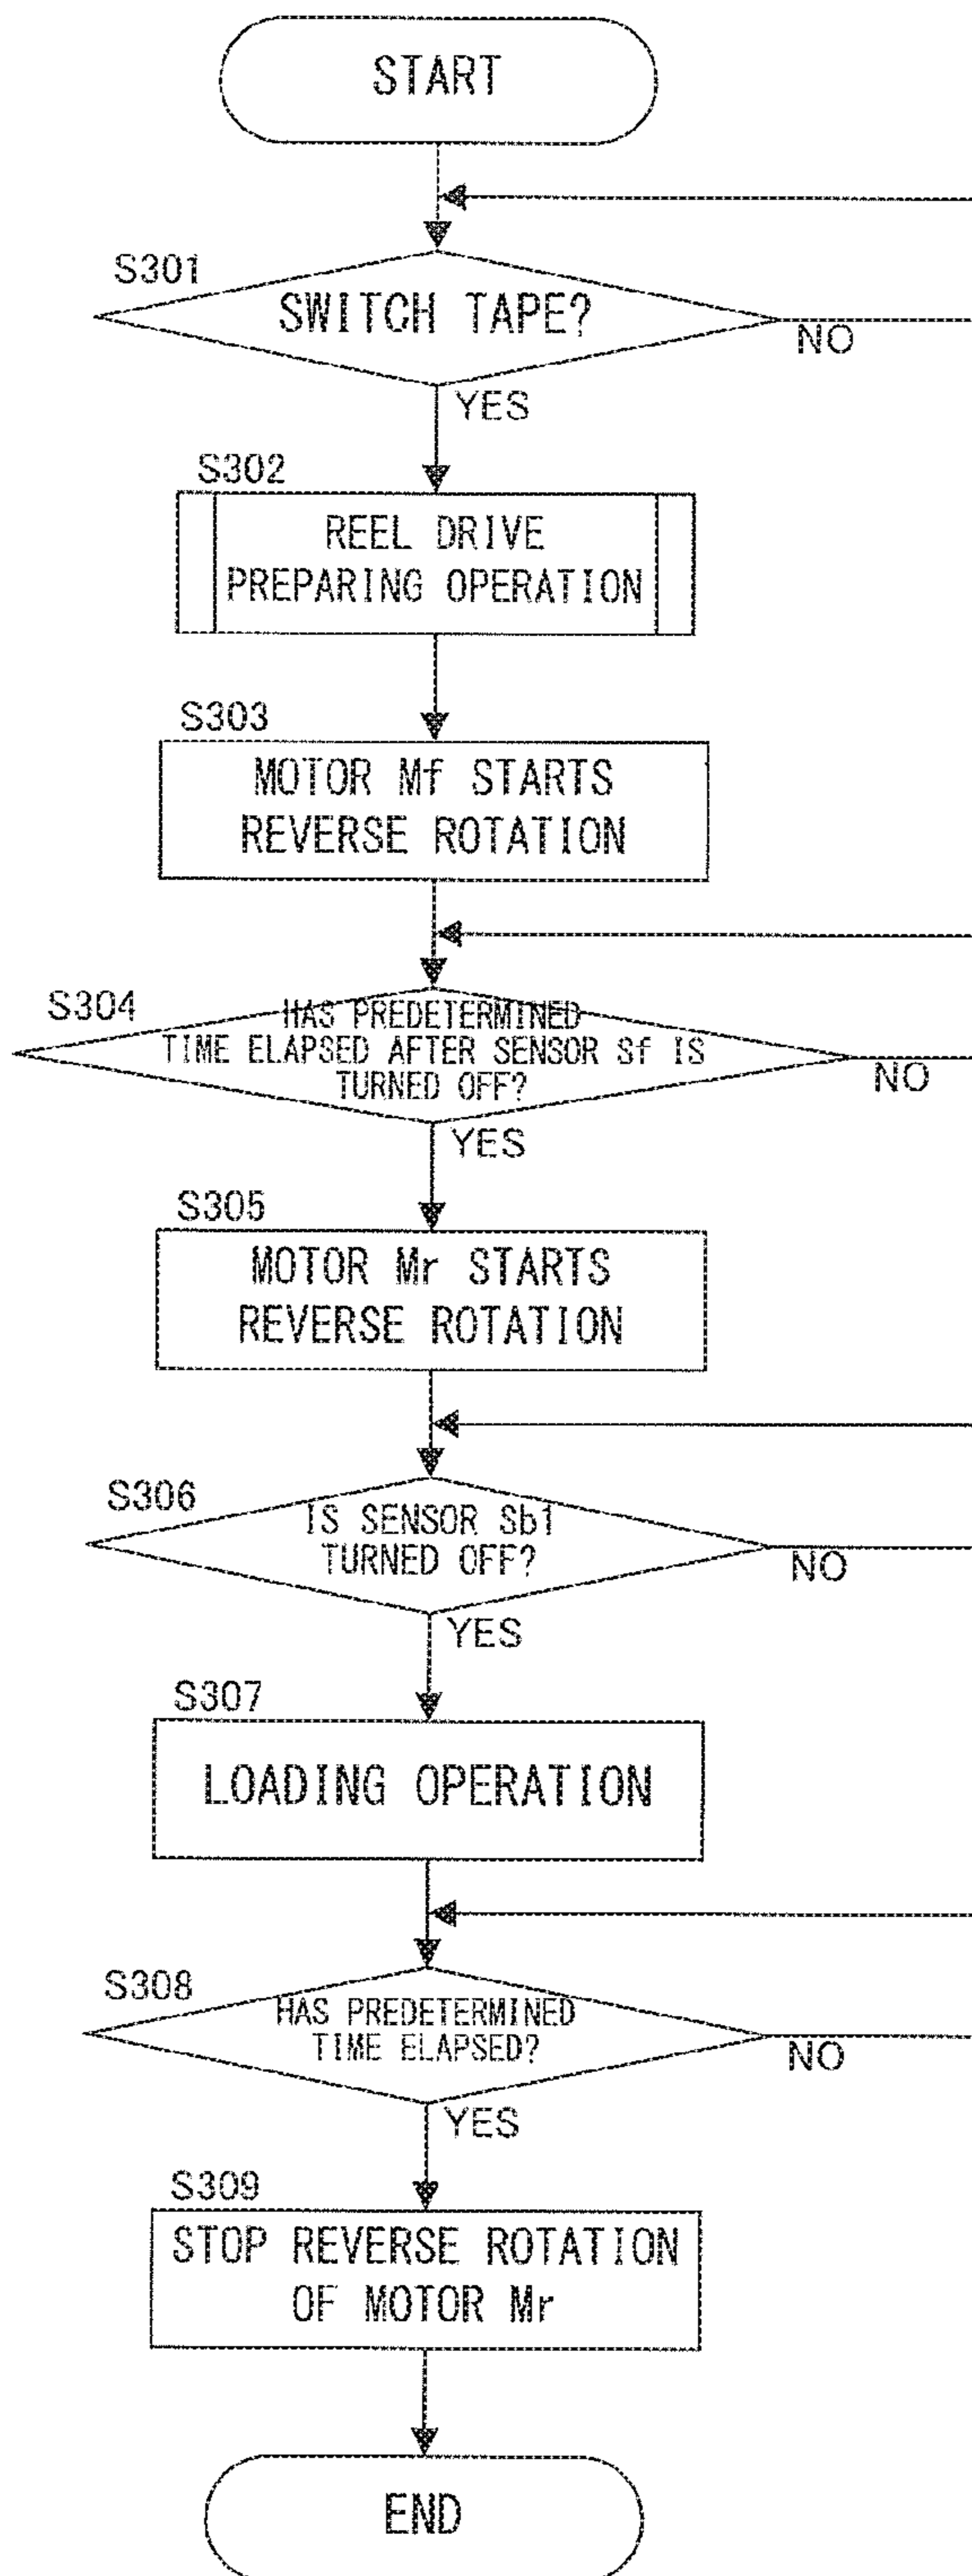 START
S301
SWITCH TAPE?
NO
YES
S302
REEL DRIVE
PREPARING OPERATION
S303
MOTOR Mf STARTS
REVERSE ROTATION
S304
HAS PREDETERMINED
TIME ELAPSED AFTER SENSOR Sf IS
TURNED OFF?
NO
YES
S305
MOTOR Mr STARTS
REVERSE ROTATION
S306
IS SENSOR Sb1
TURNED OFF?
NO
YES
S307
LOADING OPERATION
S308
HAS PREDETERMINED
TIME ELAPSED?
NO
YES
S309
STOP REVERSE ROTATION
OF MOTOR Mr
END